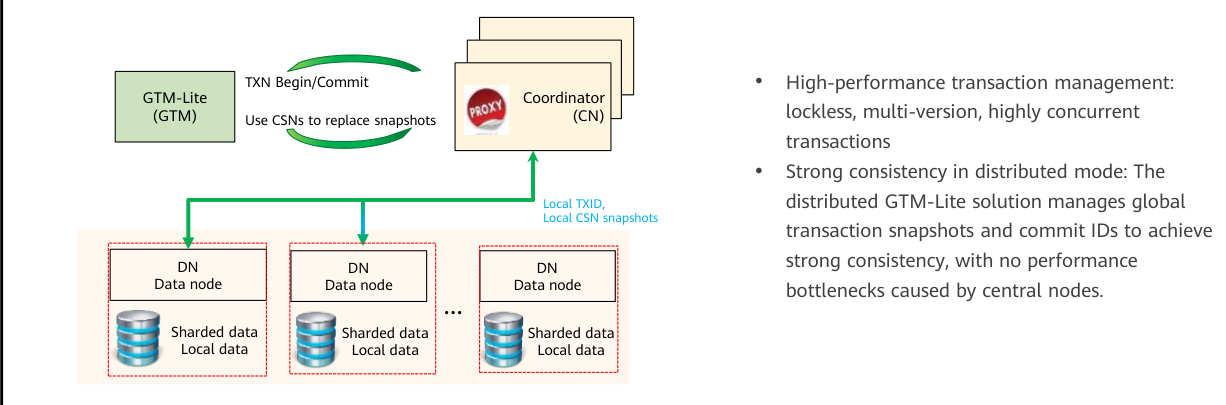 TXN Begin/Commit
GTM-Lite
(GTM)
Use CSNs to replace snapshots
PROXY
Coordinator
(CN)
Local TXID,
Local CSN snapshots
DN
Data node
Sharded data
Local data
DN
Data node
Sharded data
Local data
...
DN
Data node
Sharded data
Local data
• High-performance transaction management:
lockless, multi-version, highly concurrent
transactions
• Strong consistency in distributed mode: The
distributed GTM-Lite solution manages global
transaction snapshots and commit IDs to achieve
strong consistency, with no performance
bottlenecks caused by central nodes.